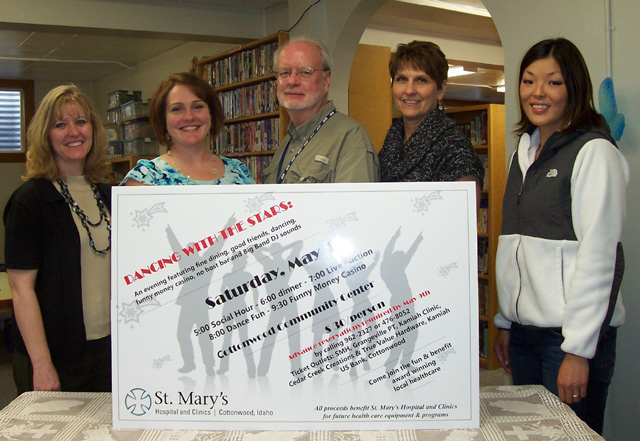 DANCING WITH THE STARS:
An evening featuring fine dining, good friends, dancing,
funny money casino, no host bar and Big Band DJ sounds
Saturday, May
5:00 Social Hour - 6:00 dinner - 7:00 Live Auction
8:00 Dance Fun - 9:30 Funny Money Casino
Cottonwood Community Center
$ 30/person
Advance reservations required by May
by calling 962-2327 or 476-8052
Ticket Outlets: SMH, Grangeville PT, Kamiah Clinic,
Cedar Creek Creations & True Value Hardware, Kamiah
US Bank, Cottonwood
Come join the fun & benefit
award winning
local healthcare
St. Mary's
Hospital and Clinics | Cottonwood, Idaho
All proceeds benefit St. Mary's Hospital and Clinics
for future health care equipment & programs